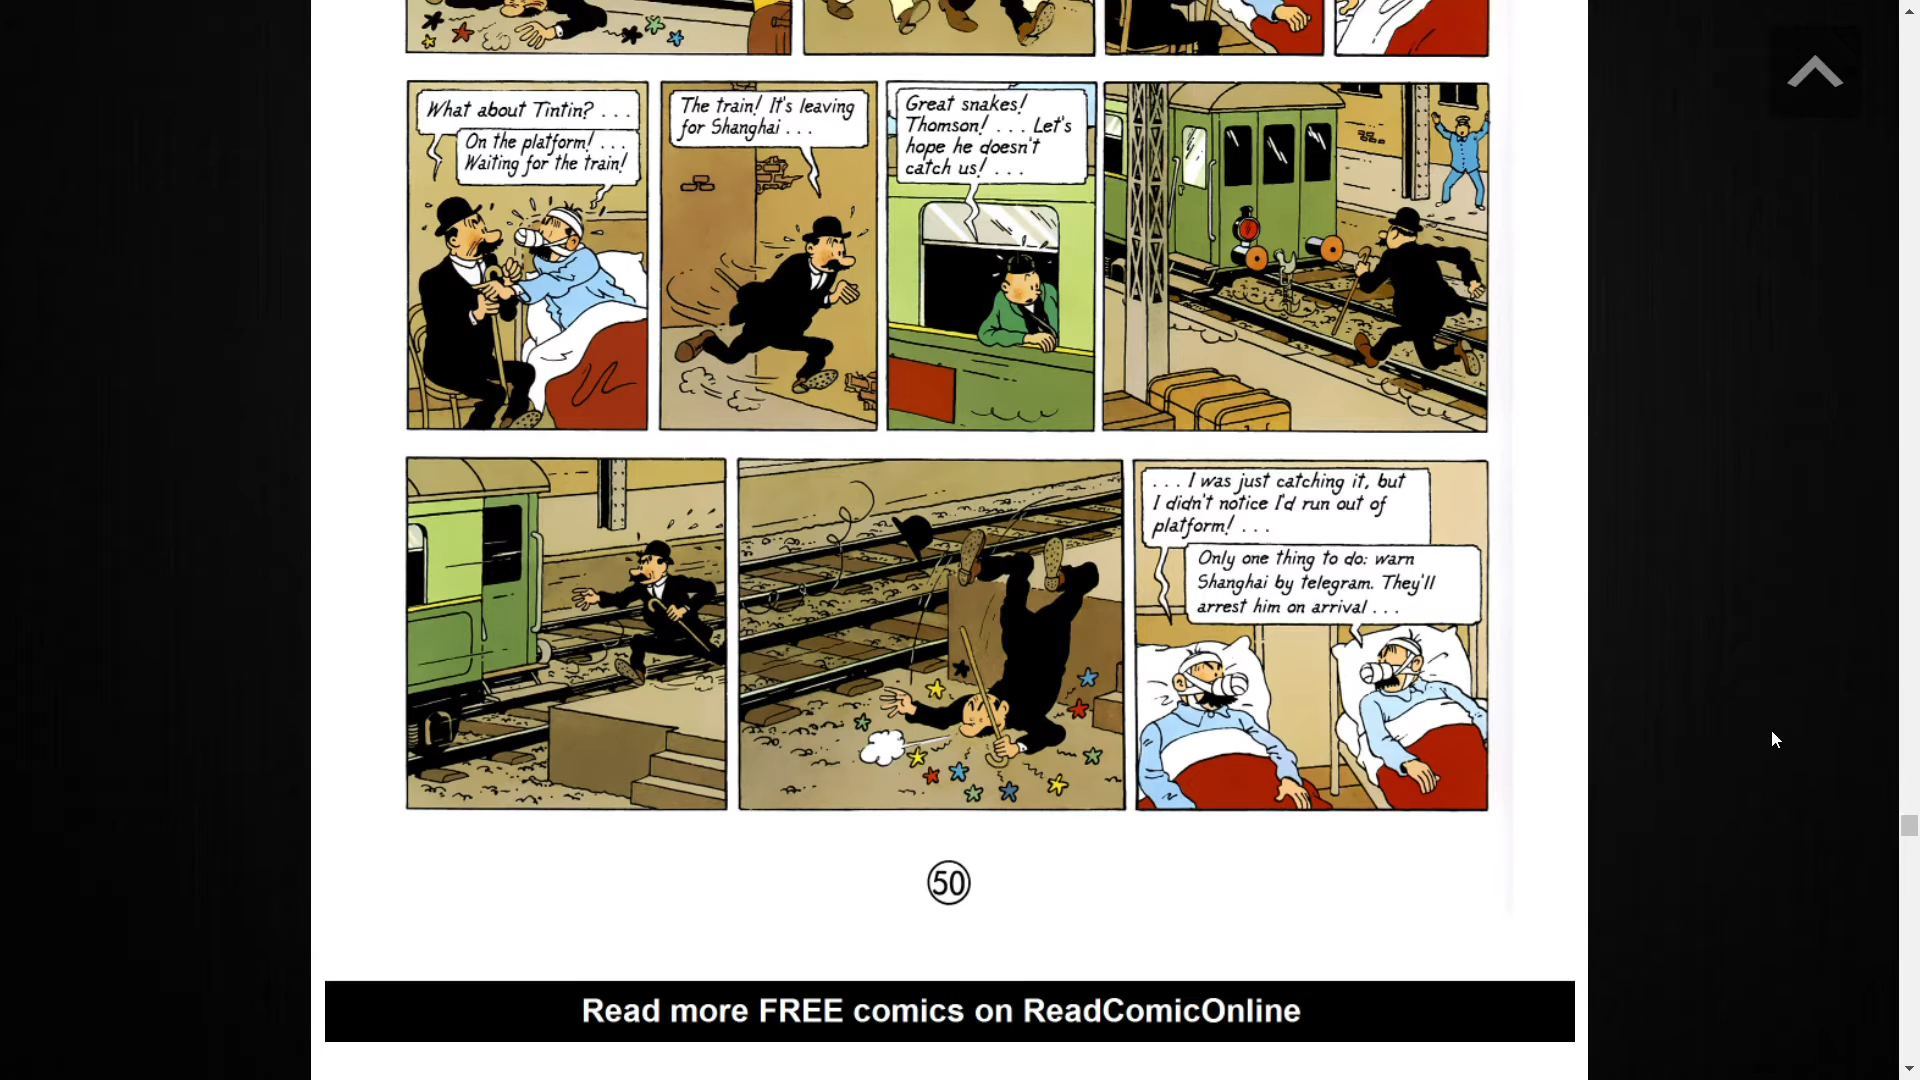 What about Tintin? . . .
On the platform! . . .
Waiting for the train!
The train! It's leaving
for Shanghai . . .
Great snakes!
Thomson! . . . Let's
hope he doesn't
catch us! . . .
. . . I was just catching it, but
I didn't notice I'd run out of
platform! . . .
Only one thing to do: warn
Shanghai by telegram. They'll
arrest him on arrival . . .
50
Read more FREE comics on ReadComicOnline